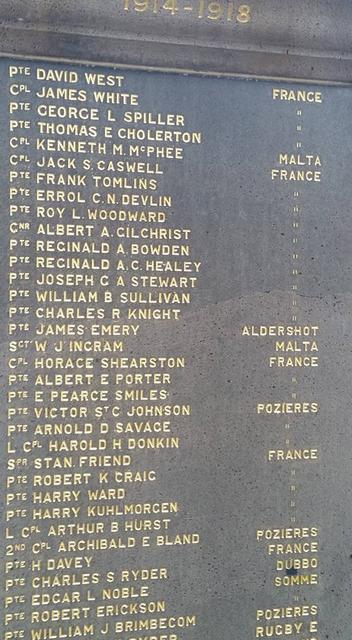 1914-1918
PTE DAVID WEST
CPL JAMES WHITE FRANCE
PTE GEORGE L SPILLER "
PTE THOMAS E CHOLERTON "
CPL KENNETH M. MCPHEE MALTA
CPL JACK S. CASWELL FRANCE
PTE FRANK TOMLINS "
PTE ERROL C.N. DEVLIN "
PTE ROY L. WOODWARD "
GNR ALBERT A. GILCHRIST "
PTE REGINALD A BOWDEN "
PTE REGINALD A.C. HEALEY "
PTE JOSEPH C A STEWART "
PTE WILLIAM B SULLIVAN "
PTE CHARLES R KNIGHT "
PTE JAMES EMERY ALDERSHOT
SGT W J INGRAM MALTA
CPL HORACE SHEARSTON FRANCE
PTE ALBERT E PORTER "
PTE E PEARCE SMILES "
PTE VICTOR ST C JOHNSON POZIERES
PTE ARNOLD D SAVAGE "
L CPL HAROLD H DONKIN "
SPR STAN. FRIEND FRANCE
PTE ROBERT K CRAIG "
PTE HARRY WARD "
PTE HARRY KUHLMORGEN "
L CPL ARTHUR B HURST "
2ND CPL ARCHIBALD E BLAND POZIERES
PTE H DAVEY FRANCE
PTE CHARLES S RYDER DUBBO
PTE EDGAR L NOBLE SOMME
PTE ROBERT ERICKSON "
PTE WILLIAM J BRIMBECOM POZIERES
RUGBY E